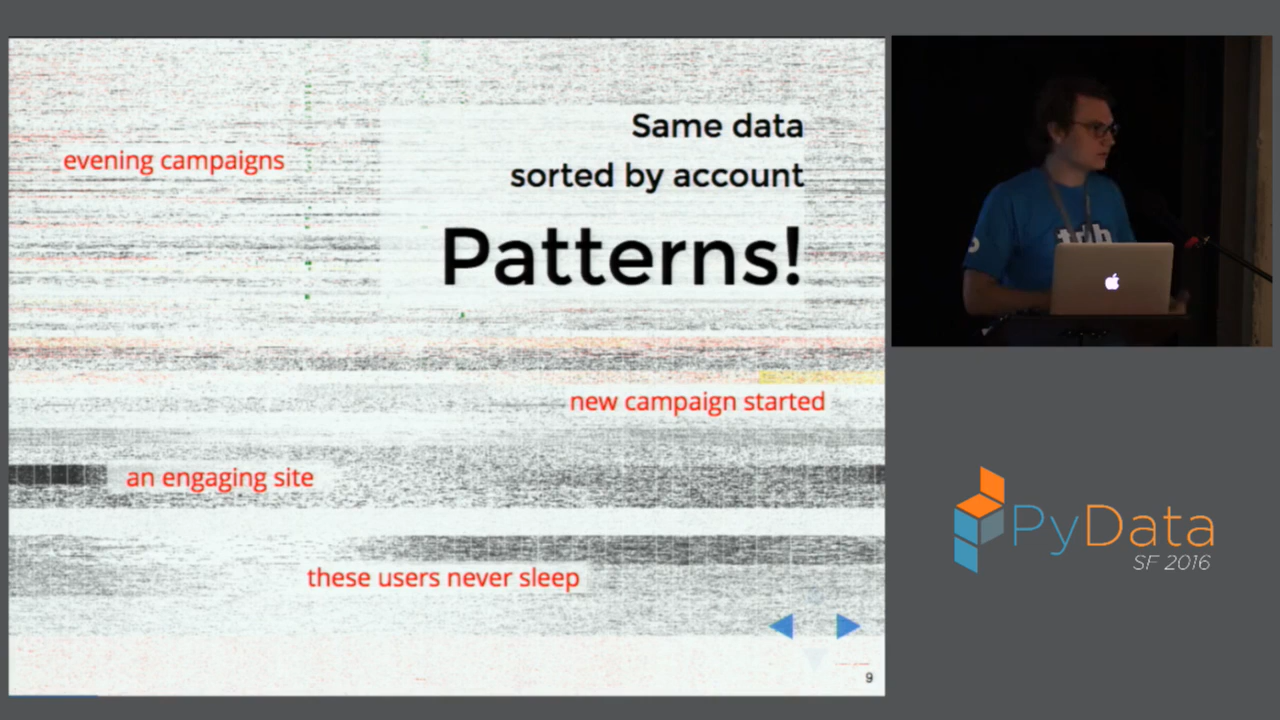 Same data
sorted by account
Patterns!
evening campaigns
new campaign started
an engaging site
these users never sleep
9
PyData
SF 2016